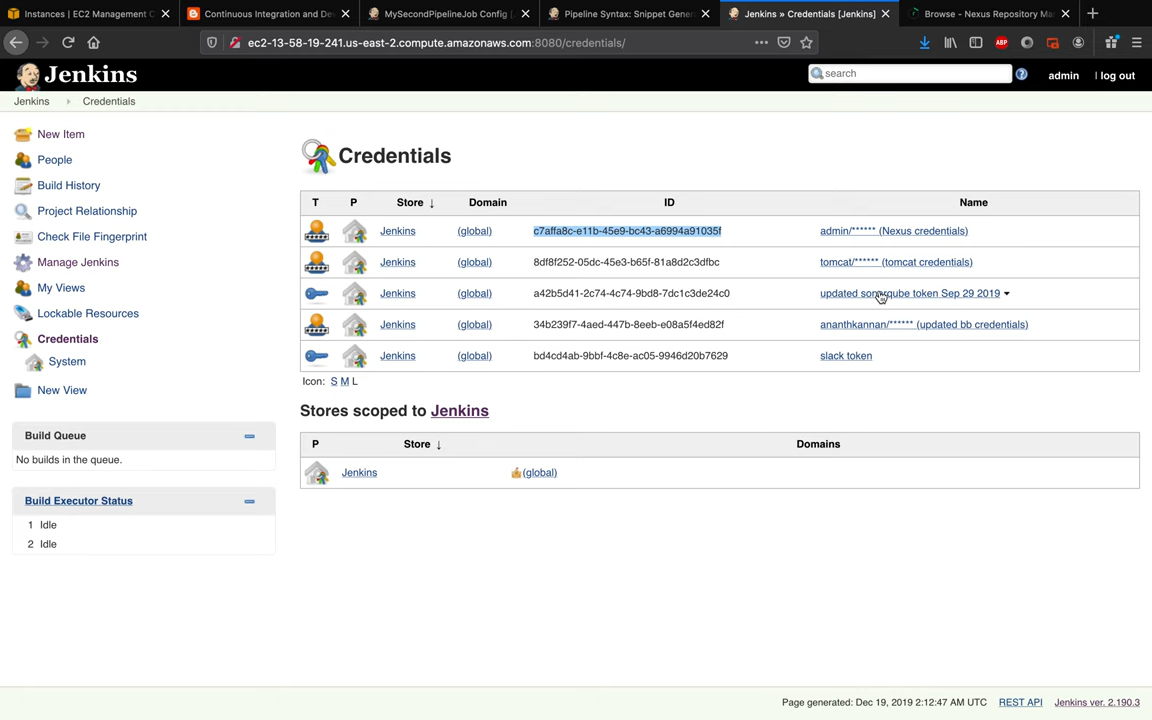 Instances | EC2 Management C
Continuous Integration and Dev
MySecondPipelineJob Config [
Pipeline Syntax: Snippet Gener
Jenkins » Credentials [Jenkins]
Browse - Nexus Repository Ma
ec2-13-58-19-241.us-east-2.compute.amazonaws.com:8080/credentials/
ABP
Jenkins
search
admin
| log out
Jenkins
Credentials
New Item
People
Build History
Project Relationship
Check File Fingerprint
Manage Jenkins
My Views
Lockable Resources
Credentials
System
New View
Build Queue
No builds in the queue.
Build Executor Status
1 Idle
2 Idle
Credentials
T P Store ↓ Domain ID Name
Jenkins (global) c7affa8c-e11b-45e9-bc43-a6994a91035f admin/****** (Nexus credentials)
Jenkins (global) 8df8f252-05dc-45e3-b65f-81a8d2c3dfbc tomcat/****** (tomcat credentials)
Jenkins (global) a42b5d41-2c74-4c74-9bd8-7dc1c3de24c0 updated sonarqube token Sep 29 2019
Jenkins (global) 34b239f7-4aed-447b-8eeb-e08a5f4ed82f ananthkannan/****** (updated bb credentials)
Jenkins (global) bd4cd4ab-9bbf-4c8e-ac05-9946d20b7629 slack token
Icon: S M L
Stores scoped to Jenkins
P Store ↓ Domains
Jenkins (global)
Page generated: Dec 19, 2019 2:12:47 AM UTC REST API Jenkins ver. 2.190.3